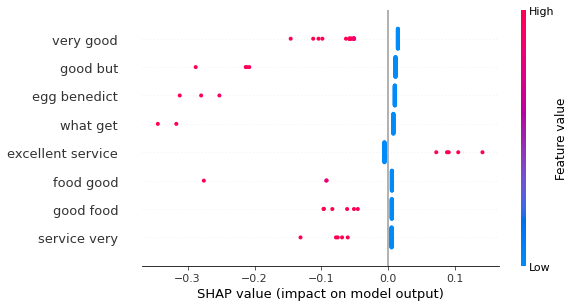 High
very good
good but
egg benedict
what get
excellent service
food good
good food
service very
Low
Feature value
−0.3 −0.2 −0.1 0.0 0.1
SHAP value (impact on model output)